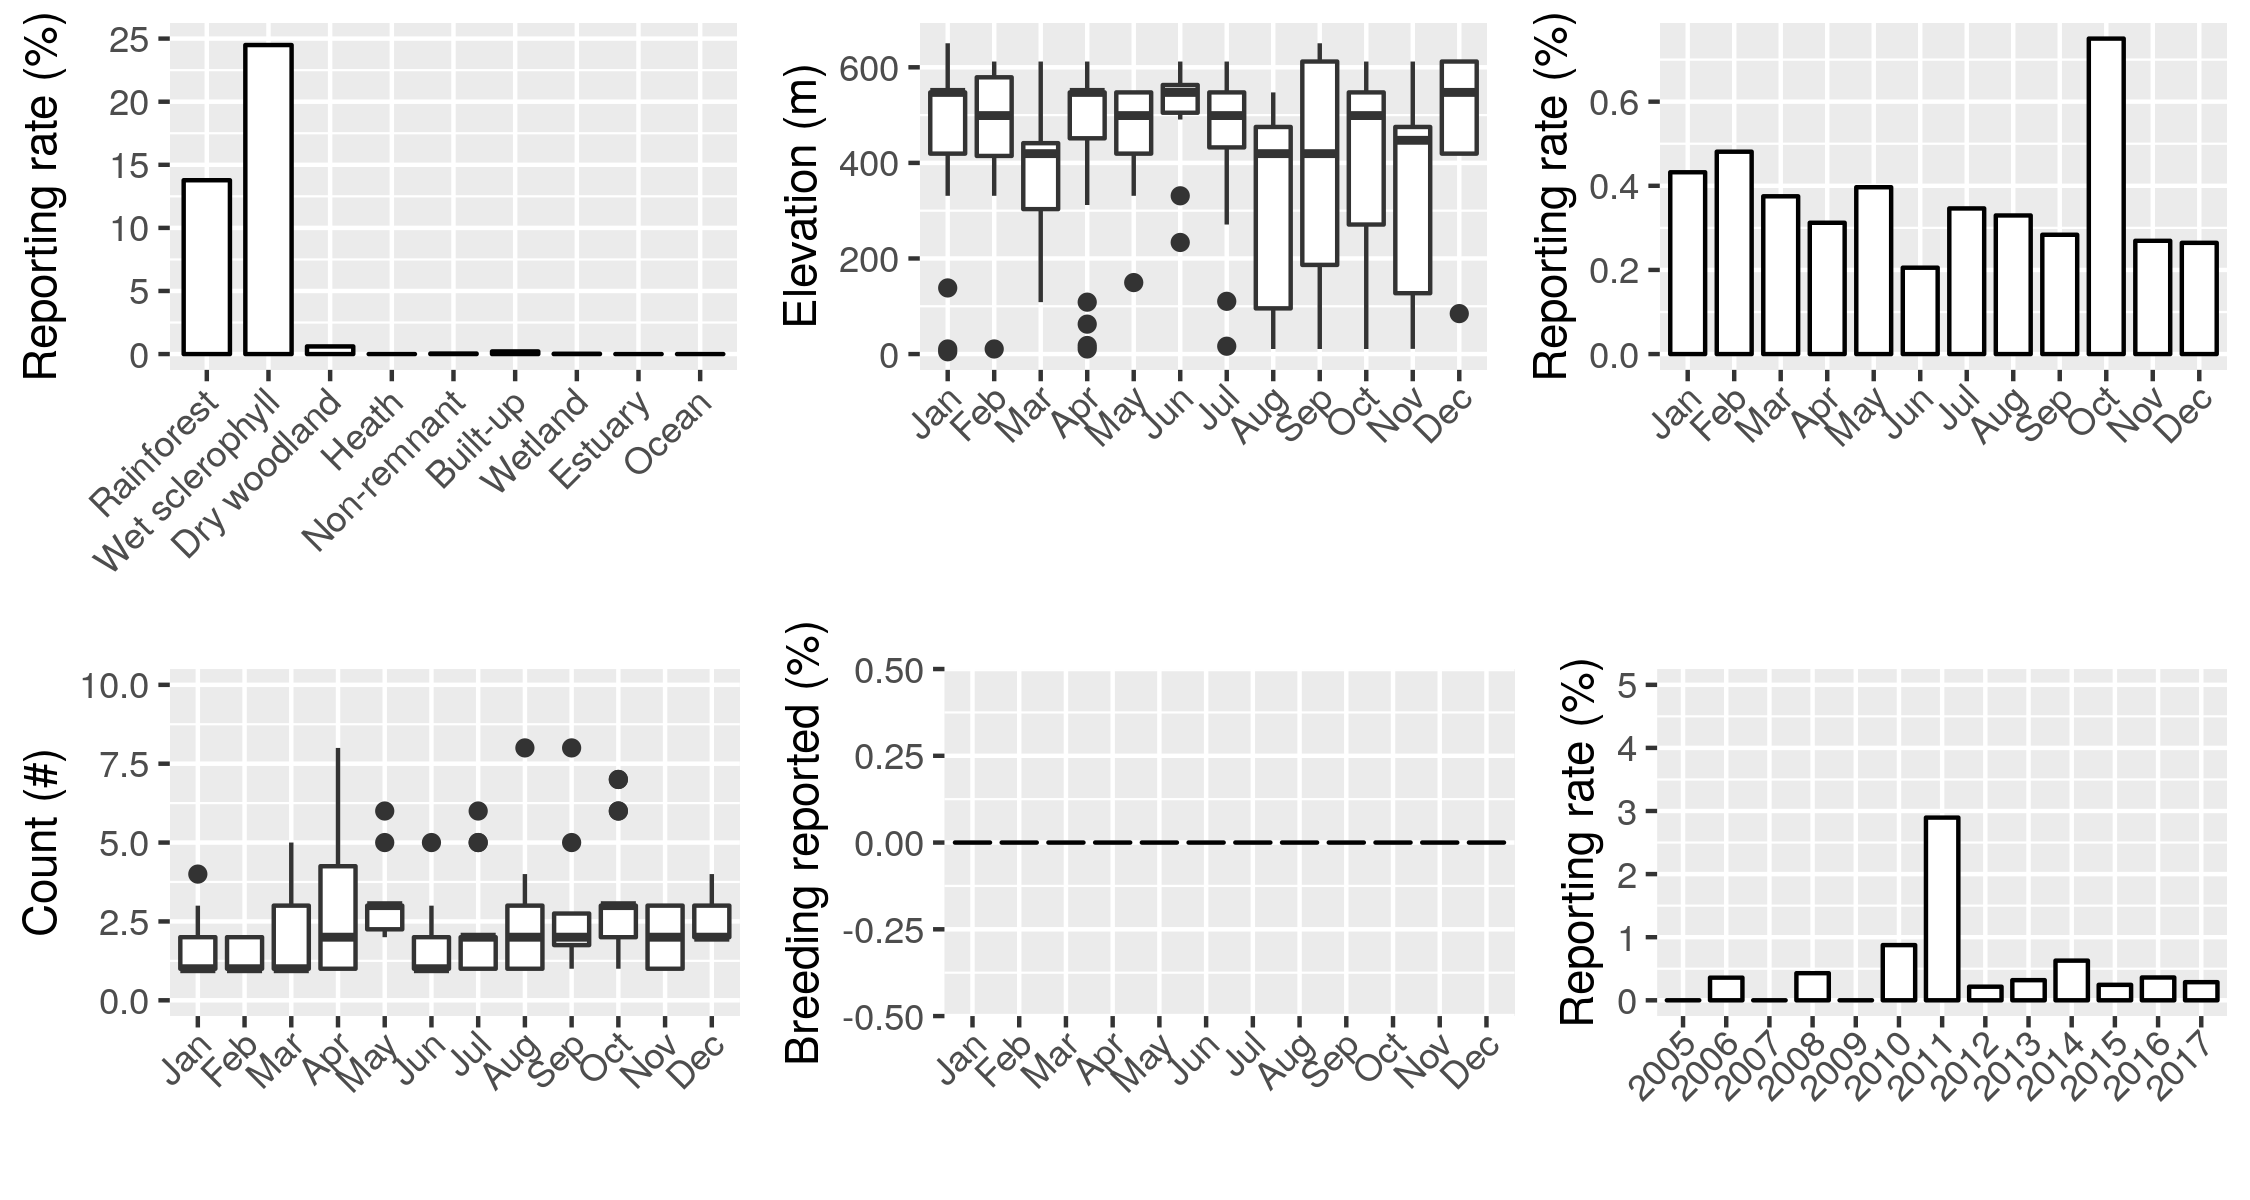 Reporting rate (%)
25
20
15
10
5
0
Rainforest
Wet sclerophyll
Dry woodland
Heath
Non-remnant
Built-up
Wetland
Estuary
Ocean
Elevation (m)
600
400
200
0
Jan
Feb
Mar
Apr
May
Jun
Jul
Aug
Sep
Oct
Nov
Dec
Reporting rate (%)
0.6
0.4
0.2
0.0
Jan
Feb
Mar
Apr
May
Jun
Jul
Aug
Sep
Oct
Nov
Dec
Count (#)
10.0
7.5
5.0
2.5
0.0
Jan
Feb
Mar
Apr
May
Jun
Jul
Aug
Sep
Oct
Nov
Dec
Breeding reported (%)
0.50
0.25
0.00
-0.25
-0.50
Jan
Feb
Mar
Apr
May
Jun
Jul
Aug
Sep
Oct
Nov
Dec
Reporting rate (%)
5
4
3
2
1
0
2005
2006
2007
2008
2009
2010
2011
2012
2013
2014
2015
2016
2017